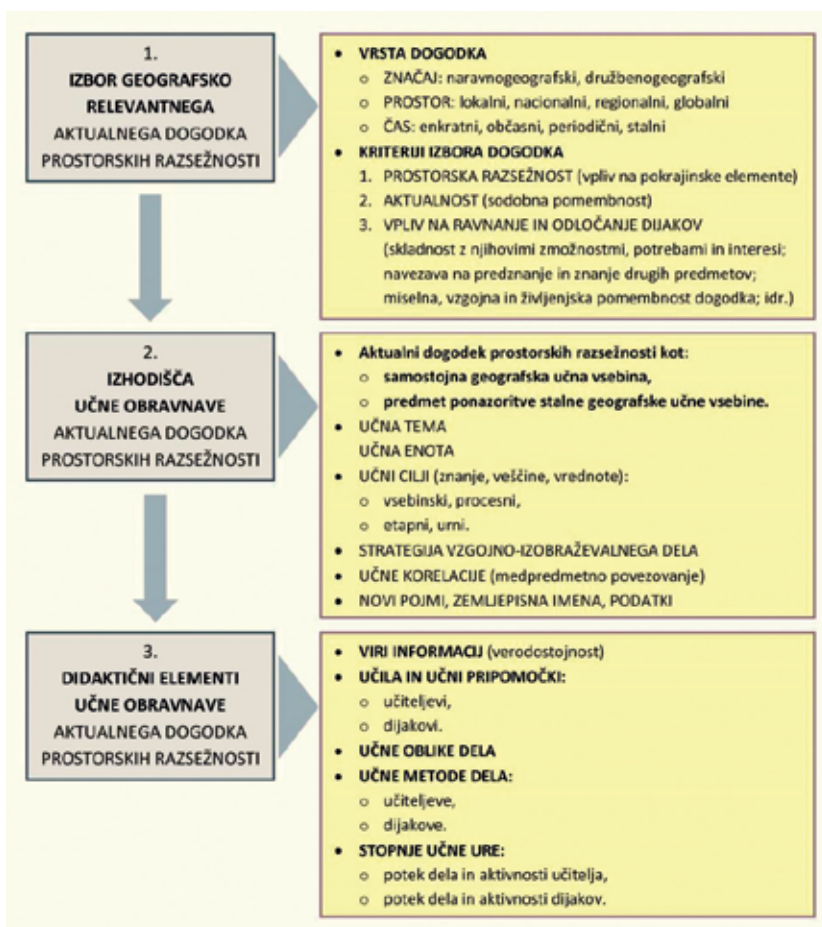 1.
IZBOR GEOGRAFSKO
RELEVANTNEGA
AKTUALNEGA DOGODKA
PROSTORSKIH RAZSEŽNOSTI
• VRSTA DOGODKA
o ZNAČAJ: naravnogeografski, družbenogeografski
o PROSTOR: lokalni, nacionalni, regionalni, globalni
o ČAS: enkratni, občasni, periodični, stalni
• KRITERIJI IZBORA DOGODKA
1. PROSTORSKA RAZSEŽNOST (vpliv na pokrajinske elemente)
2. AKTUALNOST (sodobna pomembnost)
3. VPLIV NA RAVNANJE IN ODLOČANJE DIJAKOV
(skladnost z njihovimi zmožnostmi, potrebami in interesi;
navezava na predznanje in znanje drugih predmetov;
miselna, vzgojna in življenjska pomembnost dogodka; idr.)
2.
IZHODIŠČA
UČNE OBRAVNAVE
AKTUALNEGA DOGODKA
PROSTORSKIH RAZSEŽNOSTI
• Aktualni dogodek prostorskih razsežnosti kot:
o samostojna geografska učna vsebina,
o predmet ponazoritve stalne geografske učne vsebine.
• UČNA TEMA
UČNA ENOTA
• UČNI CILJI (znanje, veščine, vrednote):
o vsebinski, procesni,
o etapni, urni.
• STRATEGIJA VZGOJNO-IZOBRAŽEVALNEGA DELA
• UČNE KORELACIJE (medpredmetno povezovanje)
• NOVI POJMI, ZEMLJEPISNA IMENA, PODATKI
3.
DIDAKTIČNI ELEMENTI
UČNE OBRAVNAVE
AKTUALNEGA DOGODKA
PROSTORSKIH RAZSEŽNOSTI
• VIRI INFORMACIJ (verodostojnost)
• UČILA IN UČNI PRIPOMOČKI:
o učiteljevi,
o dijakovi.
• UČNE OBLIKE DELA
• UČNE METODE DELA:
o učiteljeve,
o dijakove.
• STOPNJE UČNE URE:
o potek dela in aktivnosti učitelja,
o potek dela in aktivnosti dijakov.